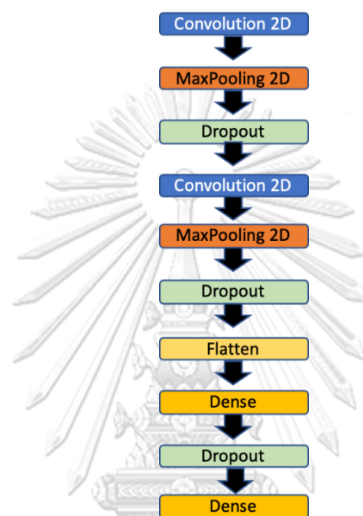 Convolution 2D
MaxPooling 2D
Dropout
Convolution 2D
MaxPooling 2D
Dropout
Flatten
Dense
Dropout
Dense